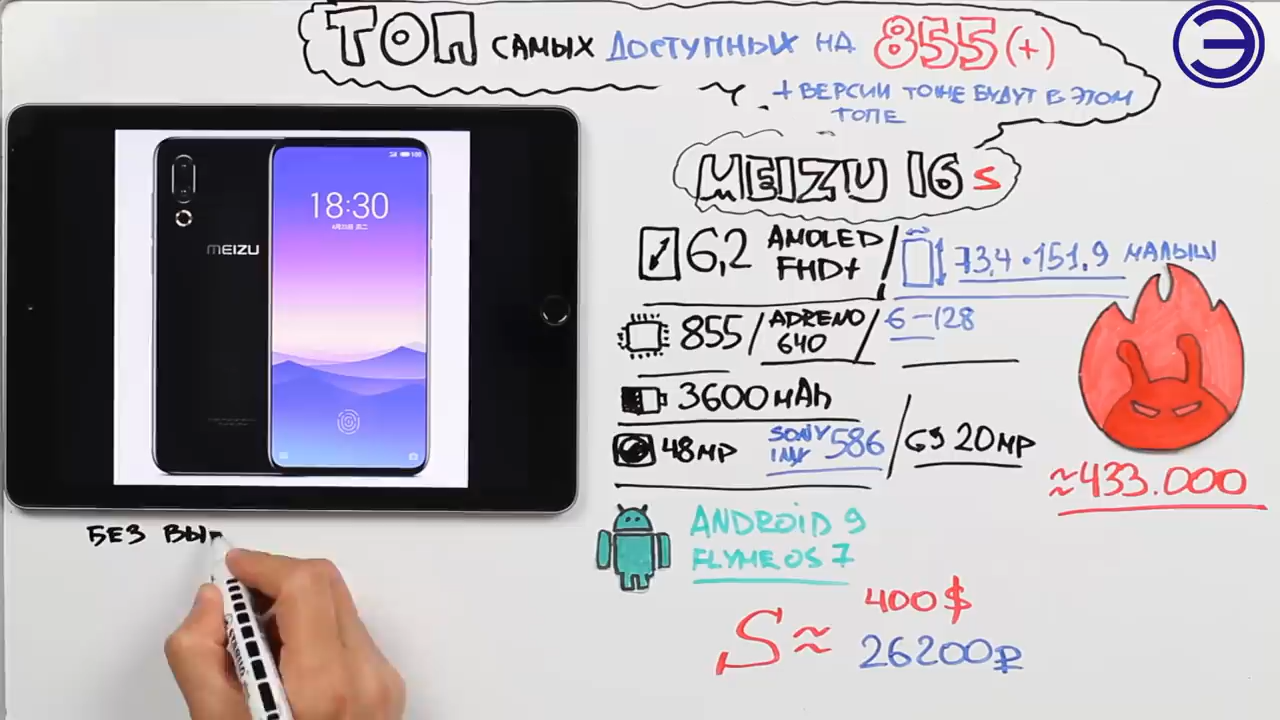 ТОП САМЫХ ДОСТУПНЫХ НА 855(+)
+ ВЕРСИИ ТОЖЕ БУДУТ В ЭТОМ
ТОПЕ
Э
MEIZU 16s
18:30
MEIZU
6,2 AMOLED
FHD+
73,4 • 151,9 МАЛЫШ
855 / ADRENO
640
6-128
3600 мАh
48MP SONY
IMX 586
20MP
≈433.000
ANDROID 9
FLYME OS 7
S ≈ 400$
26200₽
БЕЗ ВЫ